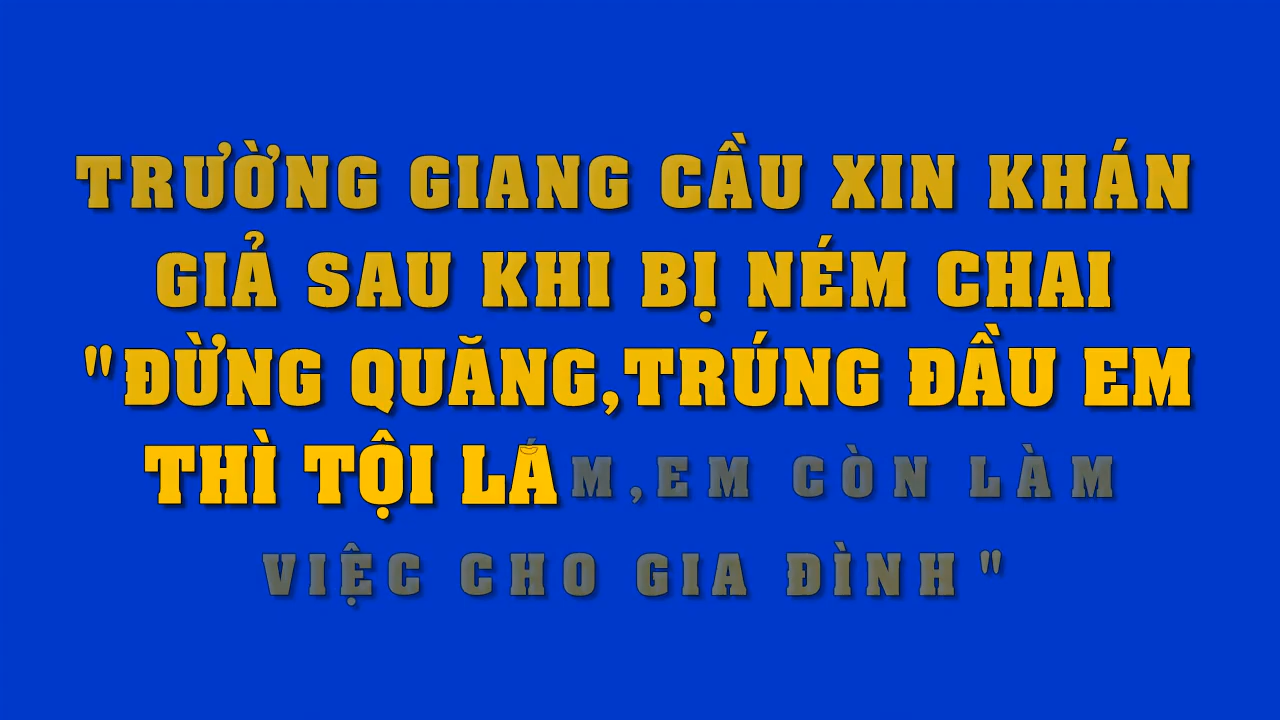 TRƯỜNG GIANG CẦU XIN KHÁN
GIẢ SAU KHI BỊ NÉM CHAI
"ĐỪNG QUĂNG,TRÚNG ĐẦU EM
THÌ TỘI LẮM,EM CÒN LÀM
VIỆC CHO GIA ĐÌNH"